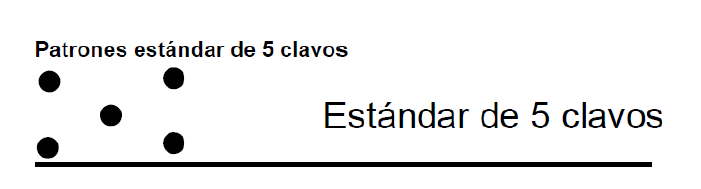 Patrones estándar de 5 clavos
Estándar de 5 clavos